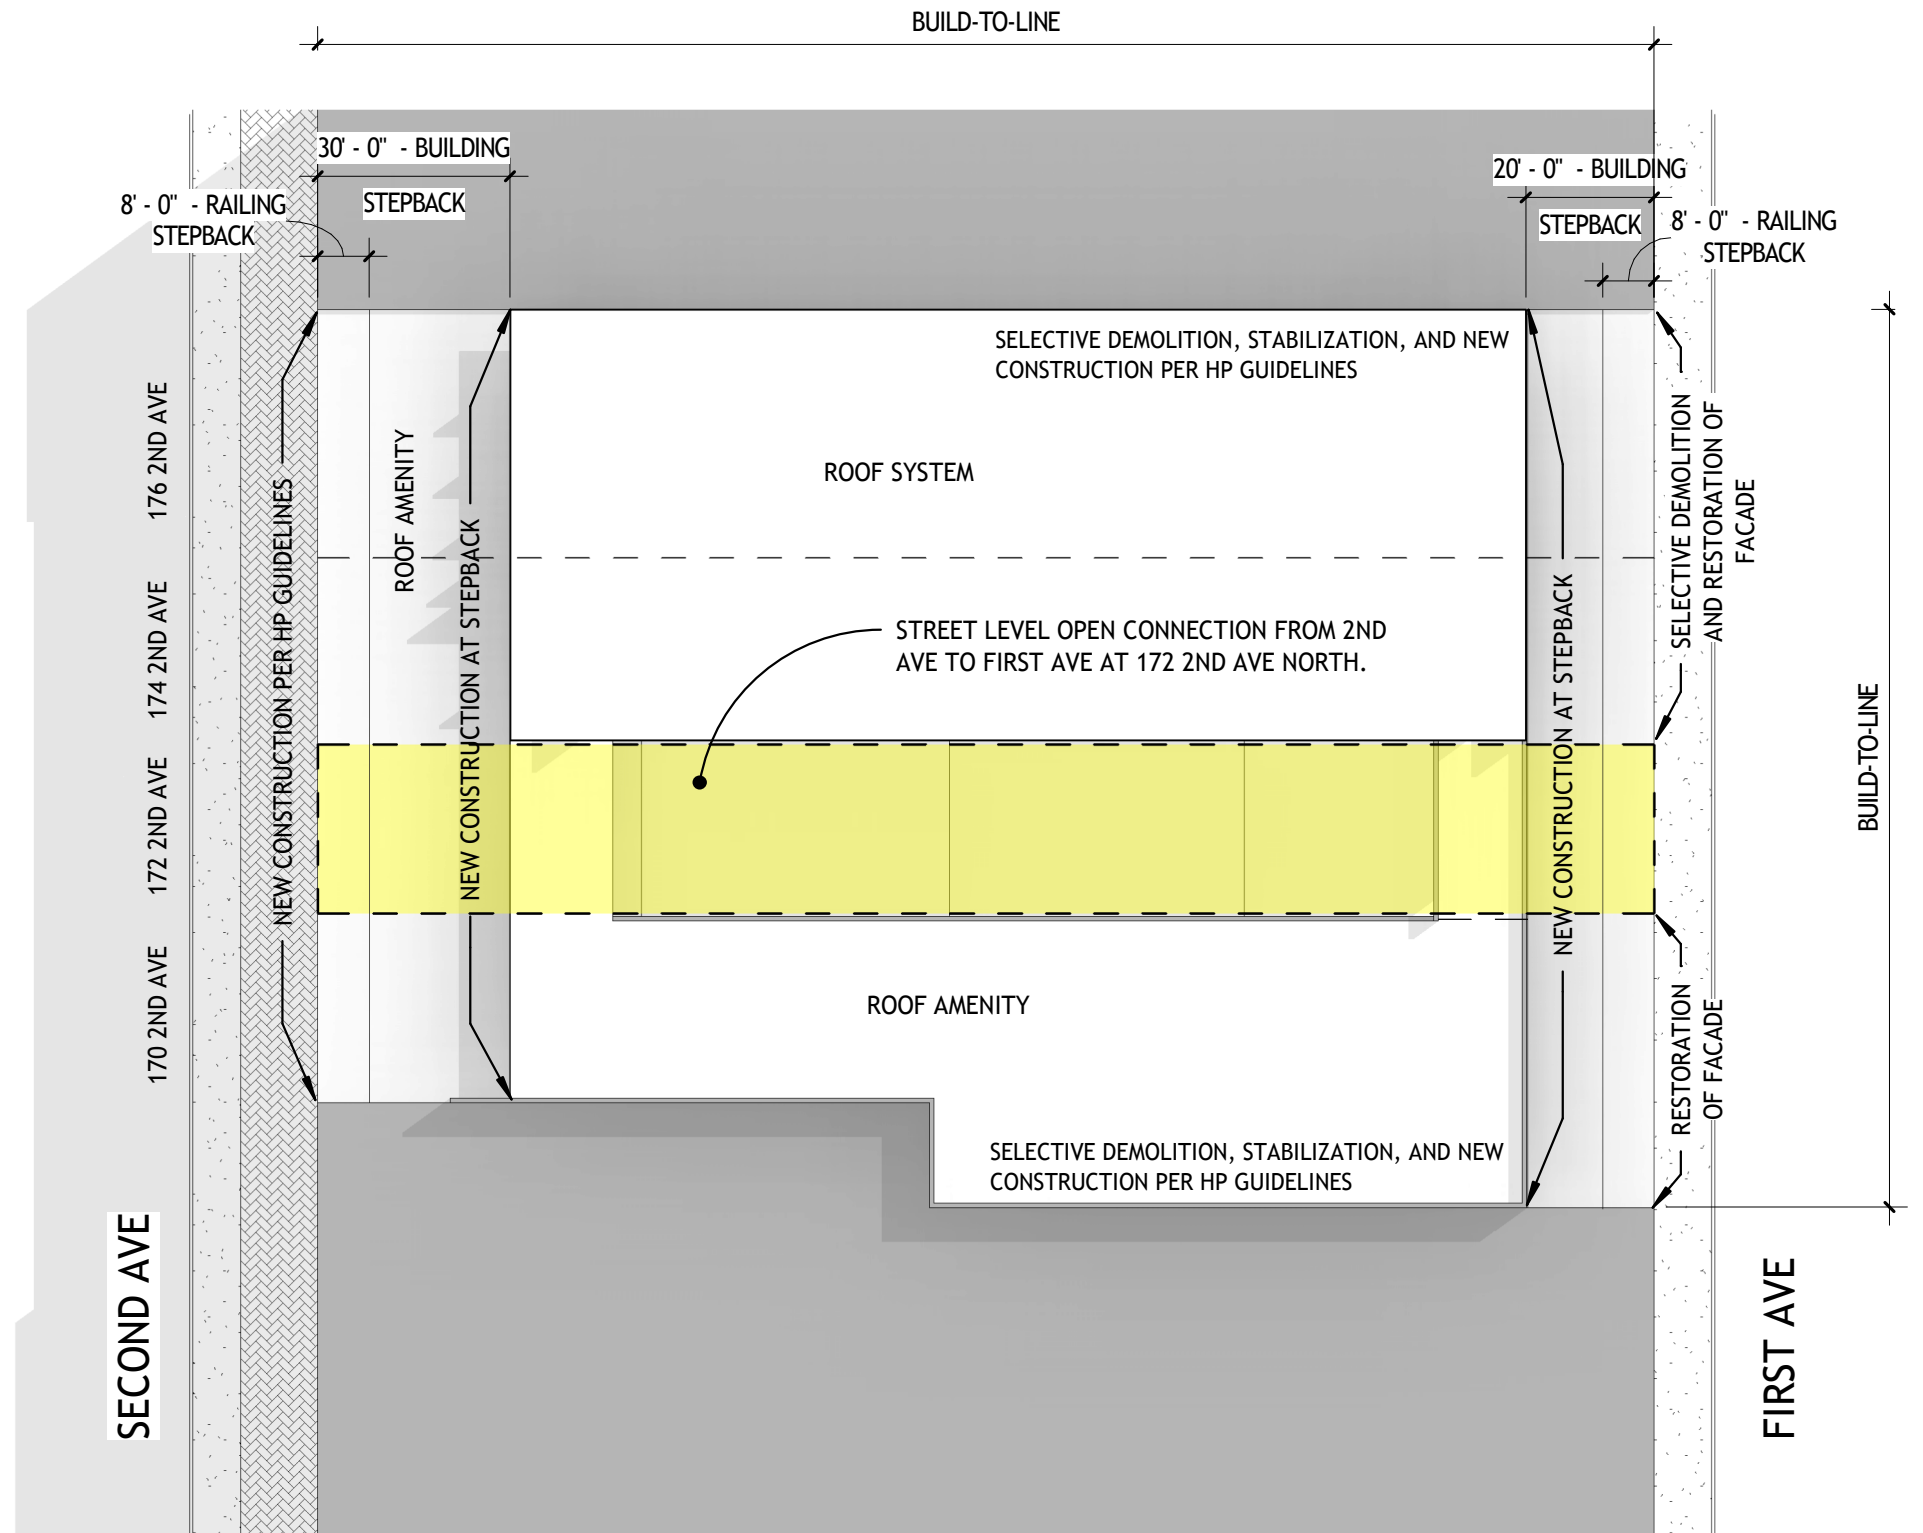 BUILD-TO-LINE
30' - 0" - BUILDING
STEPBACK
8' - 0" - RAILING
STEPBACK
20' - 0" - BUILDING
STEPBACK
8' - 0" - RAILING
STEPBACK
SELECTIVE DEMOLITION, STABILIZATION, AND NEW
CONSTRUCTION PER HP GUIDELINES
176 2ND AVE
174 2ND AVE
172 2ND AVE
170 2ND AVE
NEW CONSTRUCTION PER HP GUIDELINES
ROOF AMENITY
NEW CONSTRUCTION AT STEPBACK
ROOF SYSTEM
STREET LEVEL OPEN CONNECTION FROM 2ND
AVE TO FIRST AVE AT 172 2ND AVE NORTH.
NEW CONSTRUCTION AT STEPBACK
SELECTIVE DEMOLITION
AND RESTORATION OF
FACADE
BUILD-TO-LINE
ROOF AMENITY
RESTORATION
OF FACADE
SELECTIVE DEMOLITION, STABILIZATION, AND NEW
CONSTRUCTION PER HP GUIDELINES
SECOND AVE
FIRST AVE